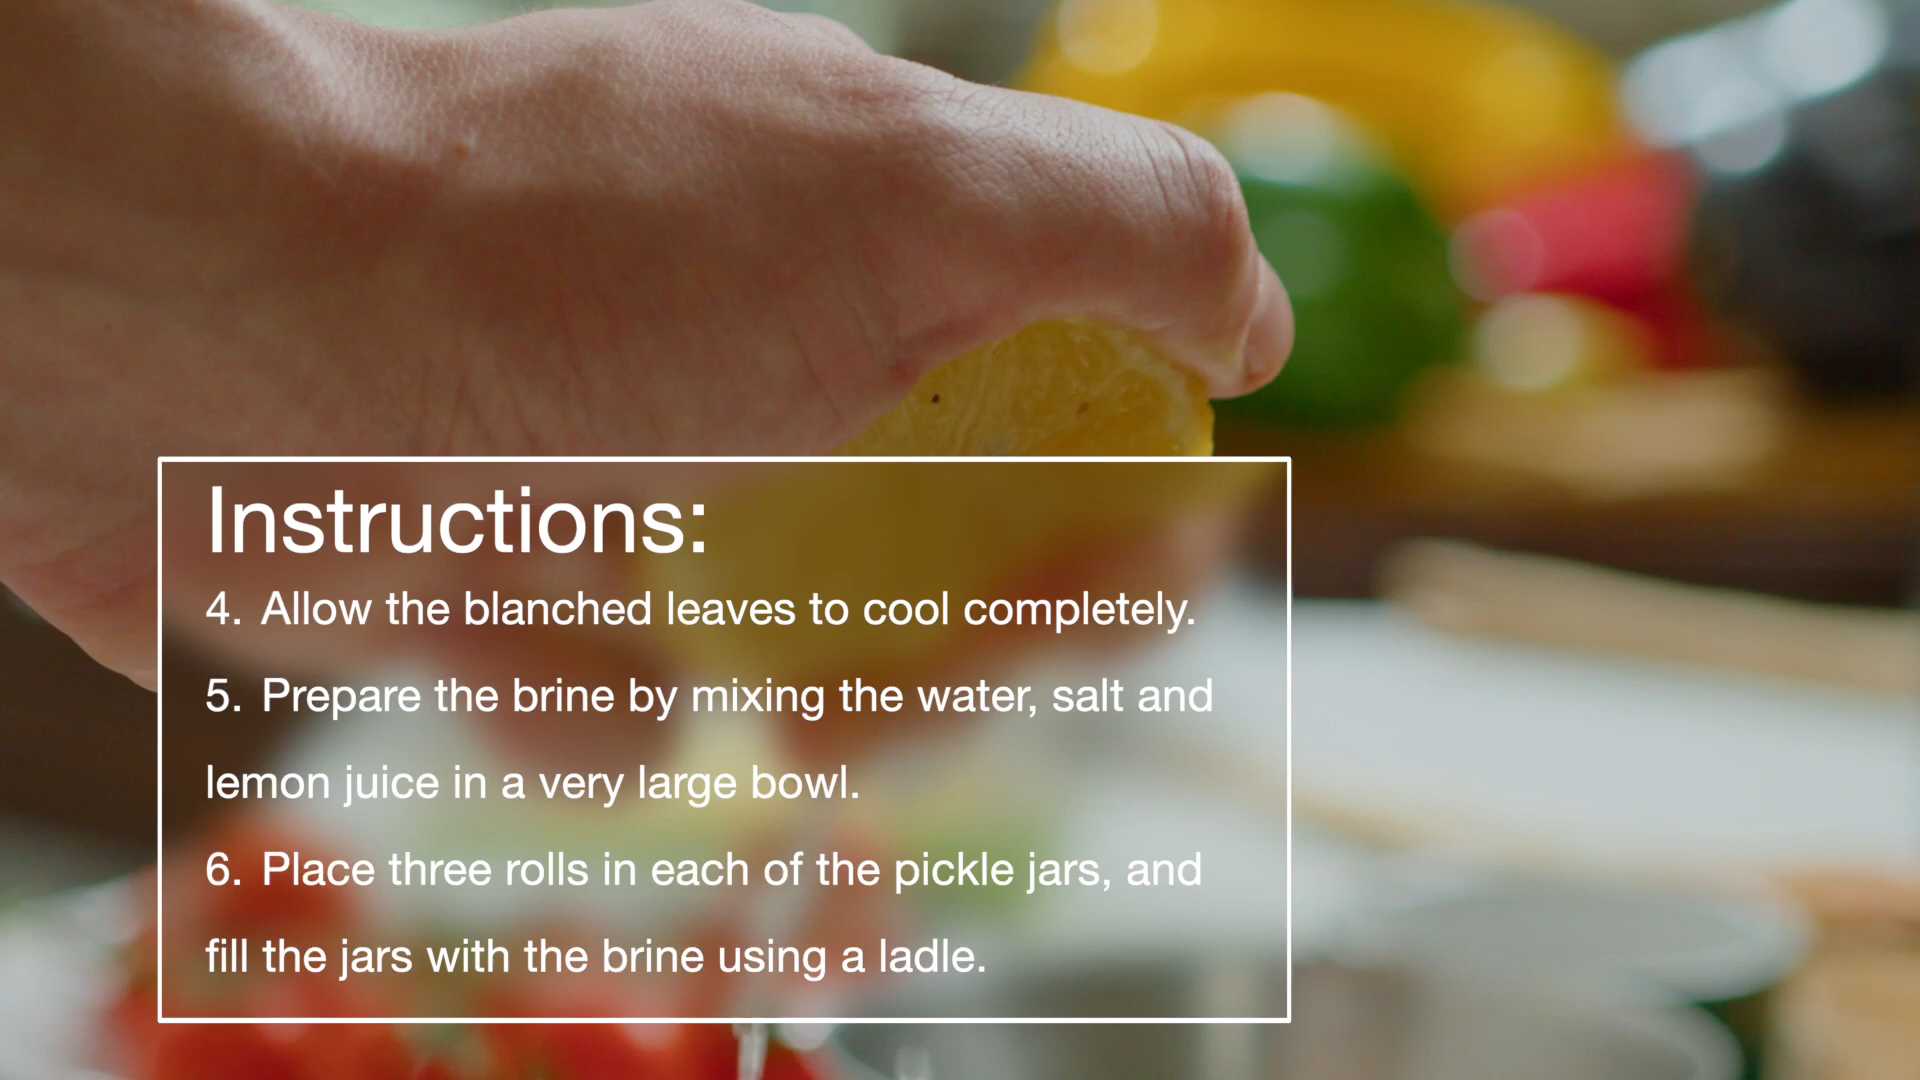 Instructions:
4. Allow the blanched leaves to cool completely.
5. Prepare the brine by mixing the water, salt and
lemon juice in a very large bowl.
6. Place three rolls in each of the pickle jars, and
fill the jars with the brine using a ladle.